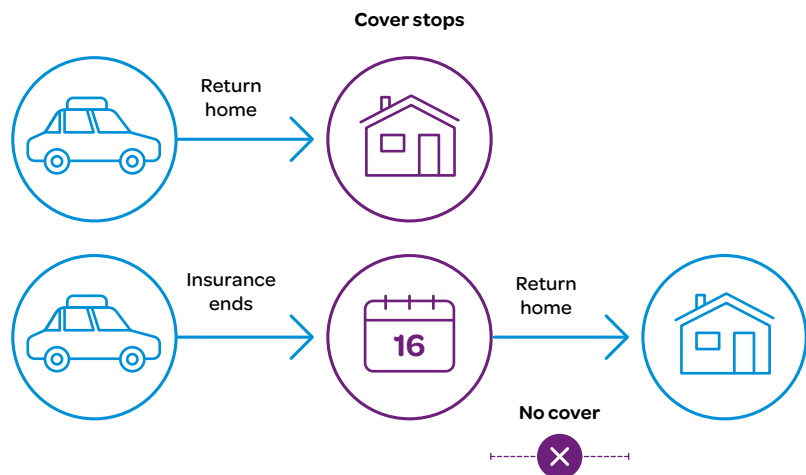 Cover stops
Return
home
Insurance
ends
16
Return
home
No cover